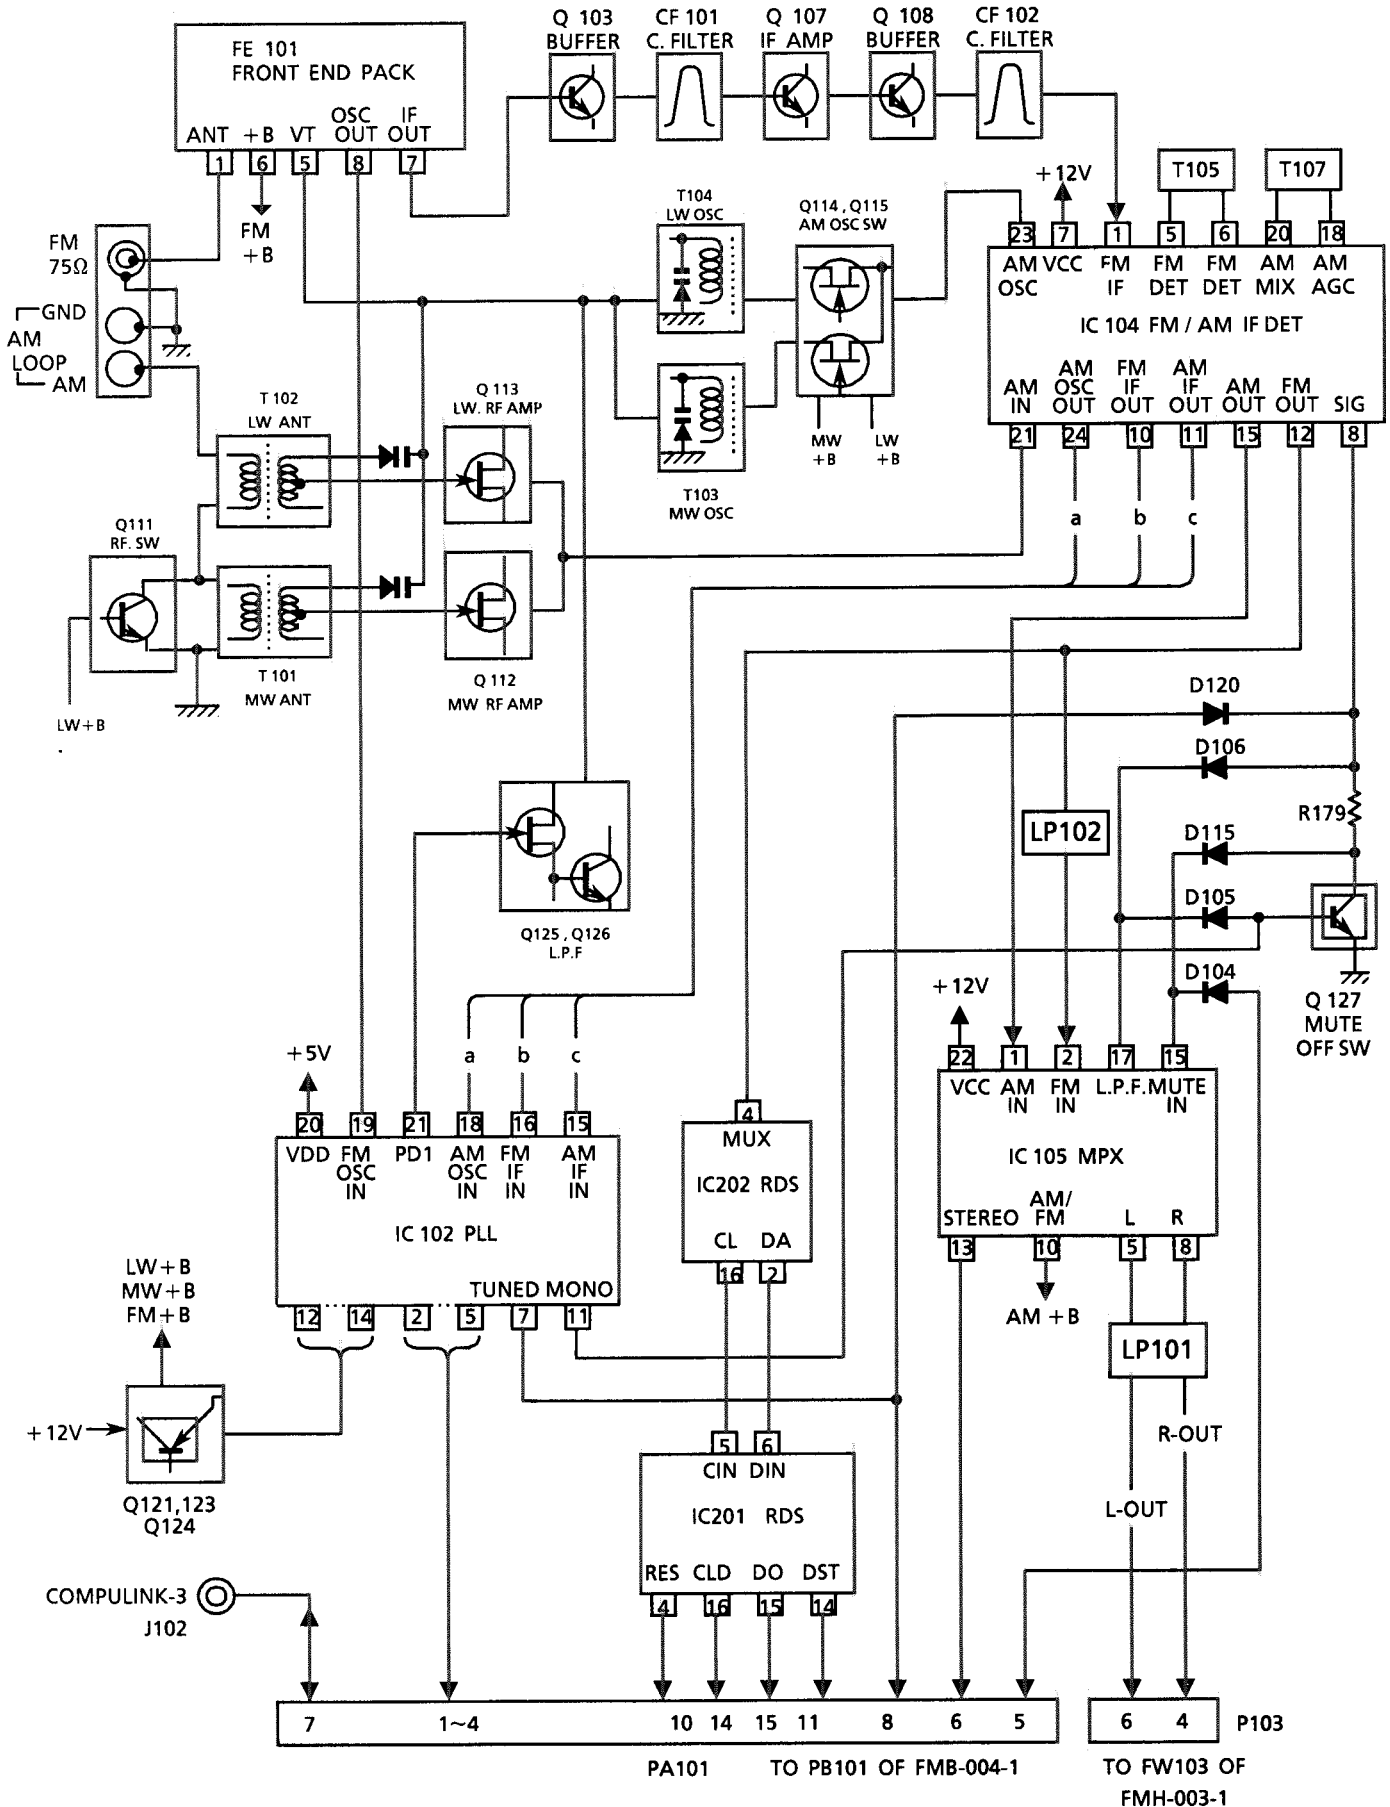 Q 103
BUFFER
CF 101
C. FILTER
Q 107
IF AMP
Q 108
BUFFER
CF 102
C. FILTER
FE 101
FRONT END PACK
ANT +B VT OSC OUT IF OUT
1 6 5 8 7
FM
+B
FM
75Ω
GND
AM
LOOP
AM
T104
LW OSC
Q114, Q115
AM OSC SW
+12V
T105
T107
23 7 1 5 6 20 18
AM OSC
VCC
FM IF
FM DET
FM DET
AM MIX
AM AGC
IC 104 FM / AM IF DET
AM IN
AM OSC OUT
FM IF OUT
AM IF OUT
AM OUT
FM OUT
SIG
21 24 10 11 15 12 8
MW
+B
LW
+B
T103
MW OSC
T 102
LW ANT
Q 113
LW. RF AMP
Q111
RF. SW
a b c
T 101
MW ANT
Q 112
MW RF AMP
LW+B
D120
D106
R179
LP102
D115
D105
Q125, Q126
L.P.F
D104
+12V
Q 127
MUTE
OFF SW
+5V
a b c
22 1 2 17 15
VCC
AM IN
FM IN
L.P.F.
MUTE IN
IC 105 MPX
STEREO
AM/
FM
L R
13 10 5 8
AM +B
20 19 21 18 16 15
VDD
FM OSC IN
PD1
AM OSC IN
FM IF IN
AM IF IN
IC 102 PLL
TUNED MONO
12 14 2 5 7 11
4
MUX
IC202 RDS
CL DA
16 2
LW+B
MW+B
FM+B
+12V
Q121,123
Q124
LP101
R-OUT
L-OUT
5 6
CIN DIN
IC201 RDS
RES CLD DO DST
4 16 15 14
COMPULINK-3
J102
7 1~4 10 14 15 11 8 6 5
6 4
P103
PA101 TO PB101 OF FMB-004-1
TO FW103 OF
FMH-003-1